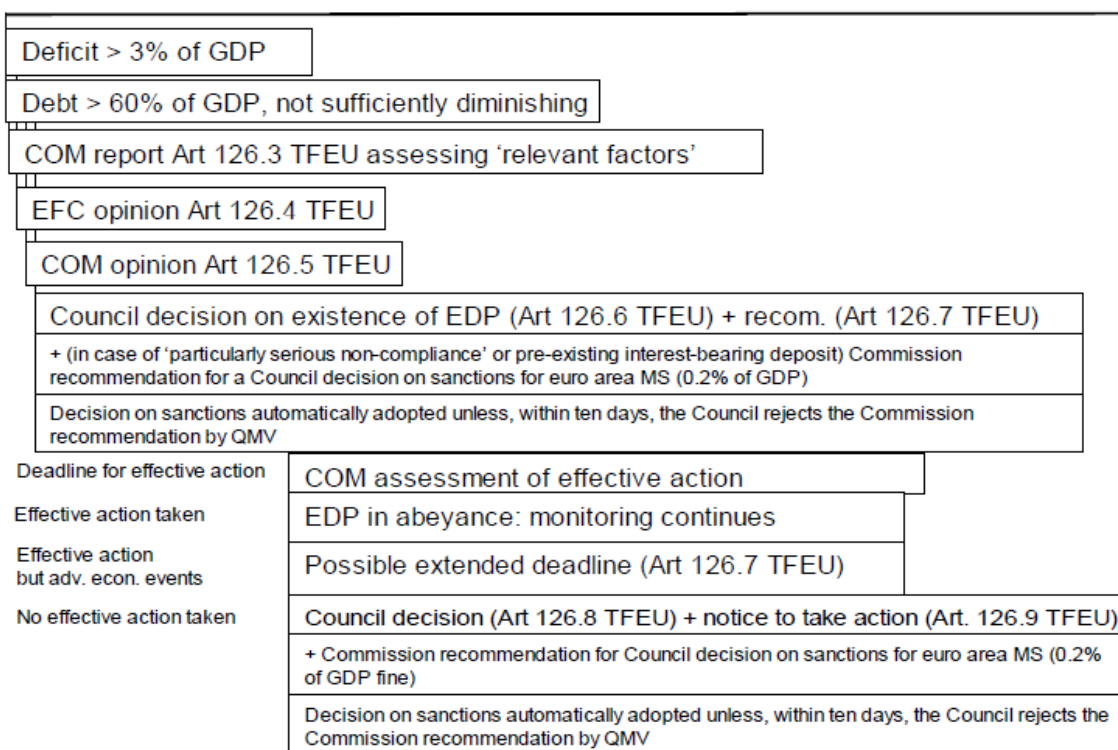 Deficit > 3% of GDP
Debt > 60% of GDP, not sufficiently diminishing
COM report Art 126.3 TFEU assessing ‘relevant factors’
EFC opinion Art 126.4 TFEU
COM opinion Art 126.5 TFEU
Council decision on existence of EDP (Art 126.6 TFEU) + recom. (Art 126.7 TFEU)
+ (in case of ‘particularly serious non-compliance’ or pre-existing interest-bearing deposit) Commission
recommendation for a Council decision on sanctions for euro area MS (0.2% of GDP)
Decision on sanctions automatically adopted unless, within ten days, the Council rejects the Commission
recommendation by QMV
Deadline for effective action
COM assessment of effective action
Effective action taken
EDP in abeyance: monitoring continues
Effective action
but adv. econ. events
Possible extended deadline (Art 126.7 TFEU)
No effective action taken
Council decision (Art 126.8 TFEU) + notice to take action (Art. 126.9 TFEU)
+ Commission recommendation for Council decision on sanctions for euro area MS (0.2%
of GDP fine)
Decision on sanctions automatically adopted unless, within ten days, the Council rejects the
Commission recommendation by QMV